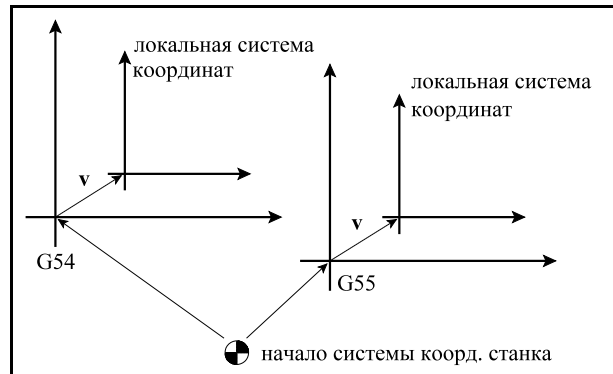 локальная система
координат
v
G54
локальная система
координат
v
G55
начало системы коорд. станка